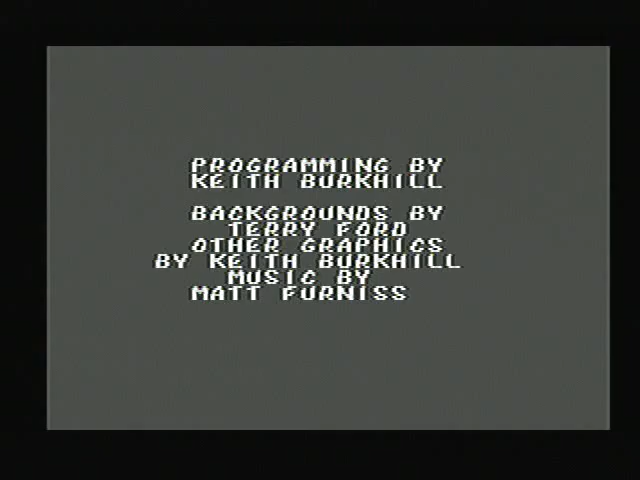 PROGRAMMING BY
KEITH BURKHILL
BACKGROUNDS BY
TERRY FORD
OTHER GRAPHICS
BY KEITH BURKHILL
MUSIC BY
MATT FURNISS